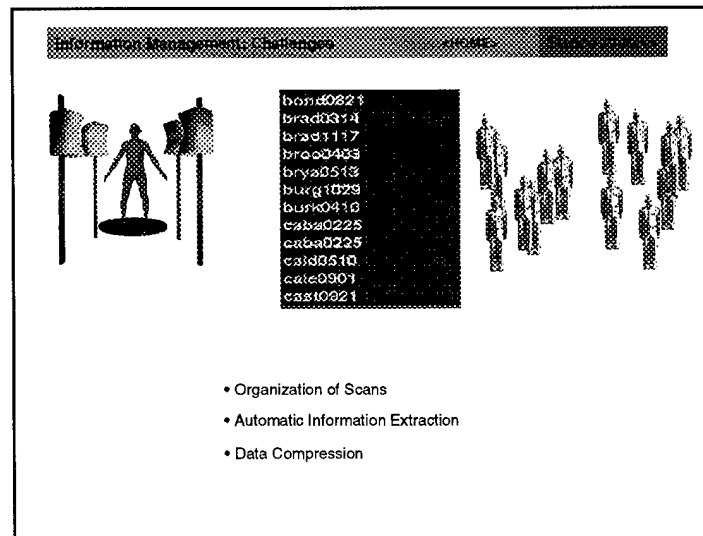 Information Management: Challenges
bond0821
brad0314
brad1117
broo0403
brya0513
burg1029
burk0410
caba0225
caba0225
cald0510
cale0901
cast0921
• Organization of Scans
• Automatic Information Extraction
• Data Compression